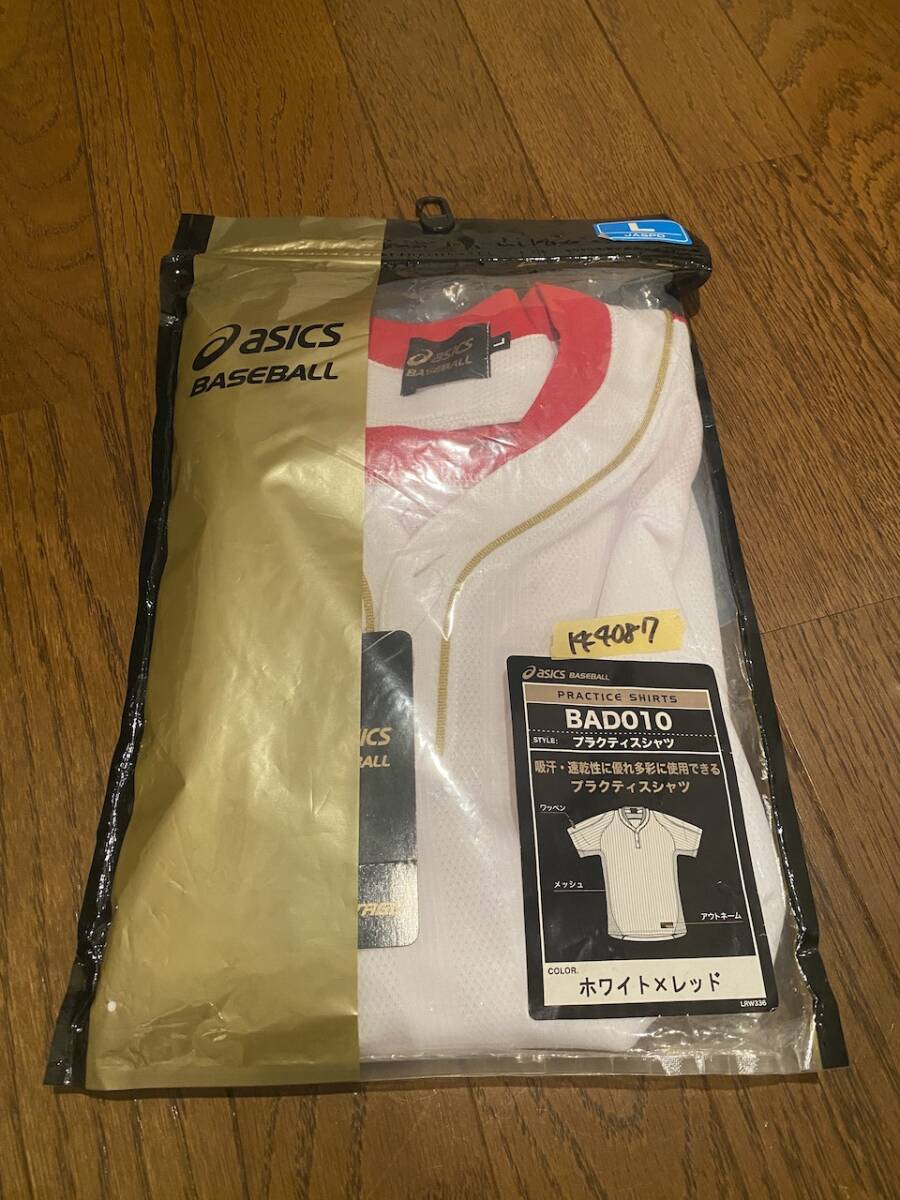 L
JASPO
asics
BASEBALL
asics
BASEBALL
L
144087
asics BASEBALL
PRACTICE SHIRTS
BAD010
STYLE: プラクティスシャツ
吸汗・速乾性に優れ多彩に使用できる
プラクティスシャツ
ワッペン
メッシュ
アウトネーム
COLOR.
ホワイト×レッド
LRW336
ICS
BALL